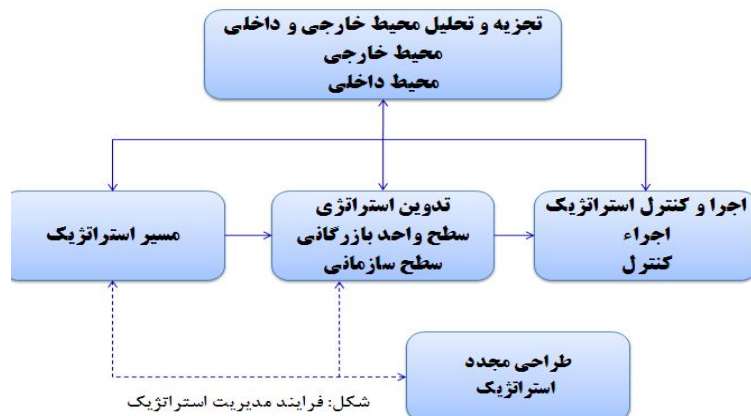 تجزیه و تحلیل محیط خارجی و داخلی
محیط خارجی
محیط داخلی
مسیر استراتژیک
تدوین استراتژی
سطح واحد بازرگانی
سطح سازمانی
اجرا و کنترل استراتژیک
اجراء
کنترل
طراحی مجدد
استراتژیک
شکل: فرایند مدیریت استراتژیک